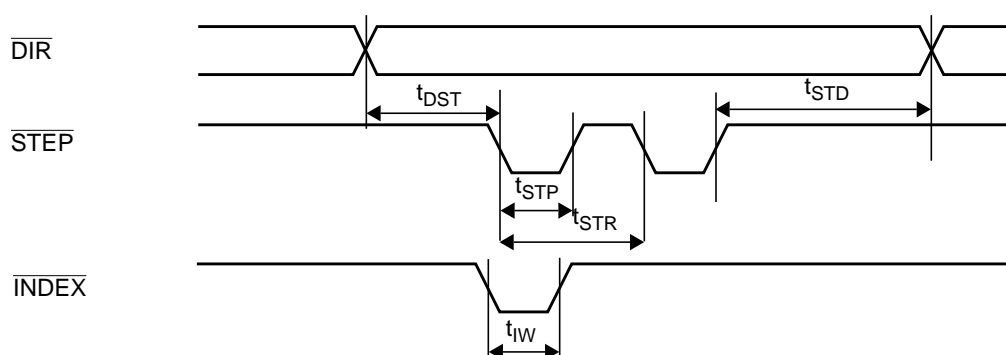 DIR
tDST
tSTD
STEP
tSTP
tSTR
INDEX
tIW